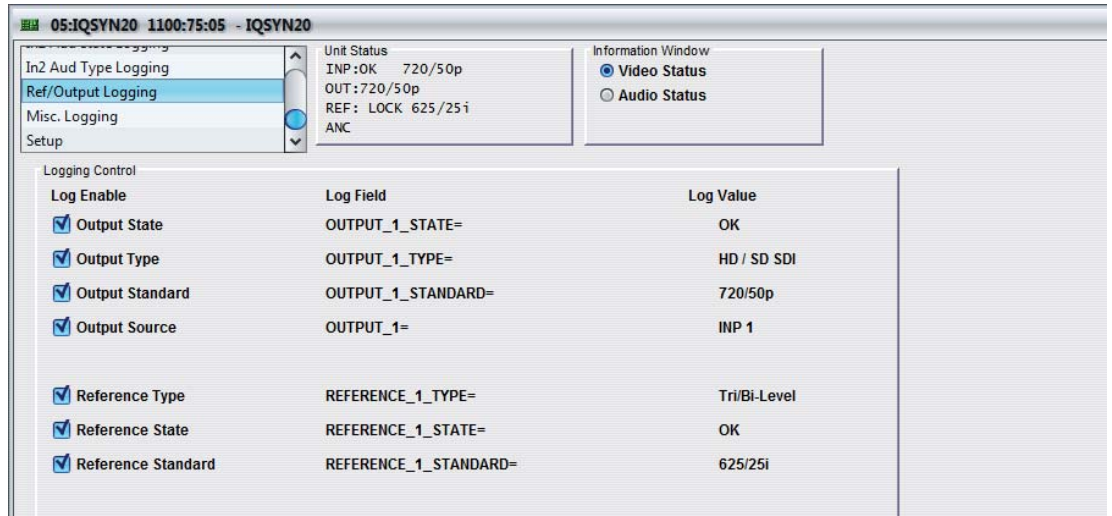 05:IQSYN20 1100:75:05 - IQSYN20
In2 Aud Type Logging
Ref/Output Logging
Misc. Logging
Setup
Unit Status
INP:OK 720/50p
OUT:720/50p
REF: LOCK 625/25i
ANC
Information Window
Video Status
Audio Status
Logging Control
Log Enable Log Field Log Value
Output State OUTPUT_1_STATE= OK
Output Type OUTPUT_1_TYPE= HD / SD SDI
Output Standard OUTPUT_1_STANDARD= 720/50p
Output Source OUTPUT_1= INP 1
Reference Type REFERENCE_1_TYPE= Tri/Bi-Level
Reference State REFERENCE_1_STATE= OK
Reference Standard REFERENCE_1_STANDARD= 625/25i